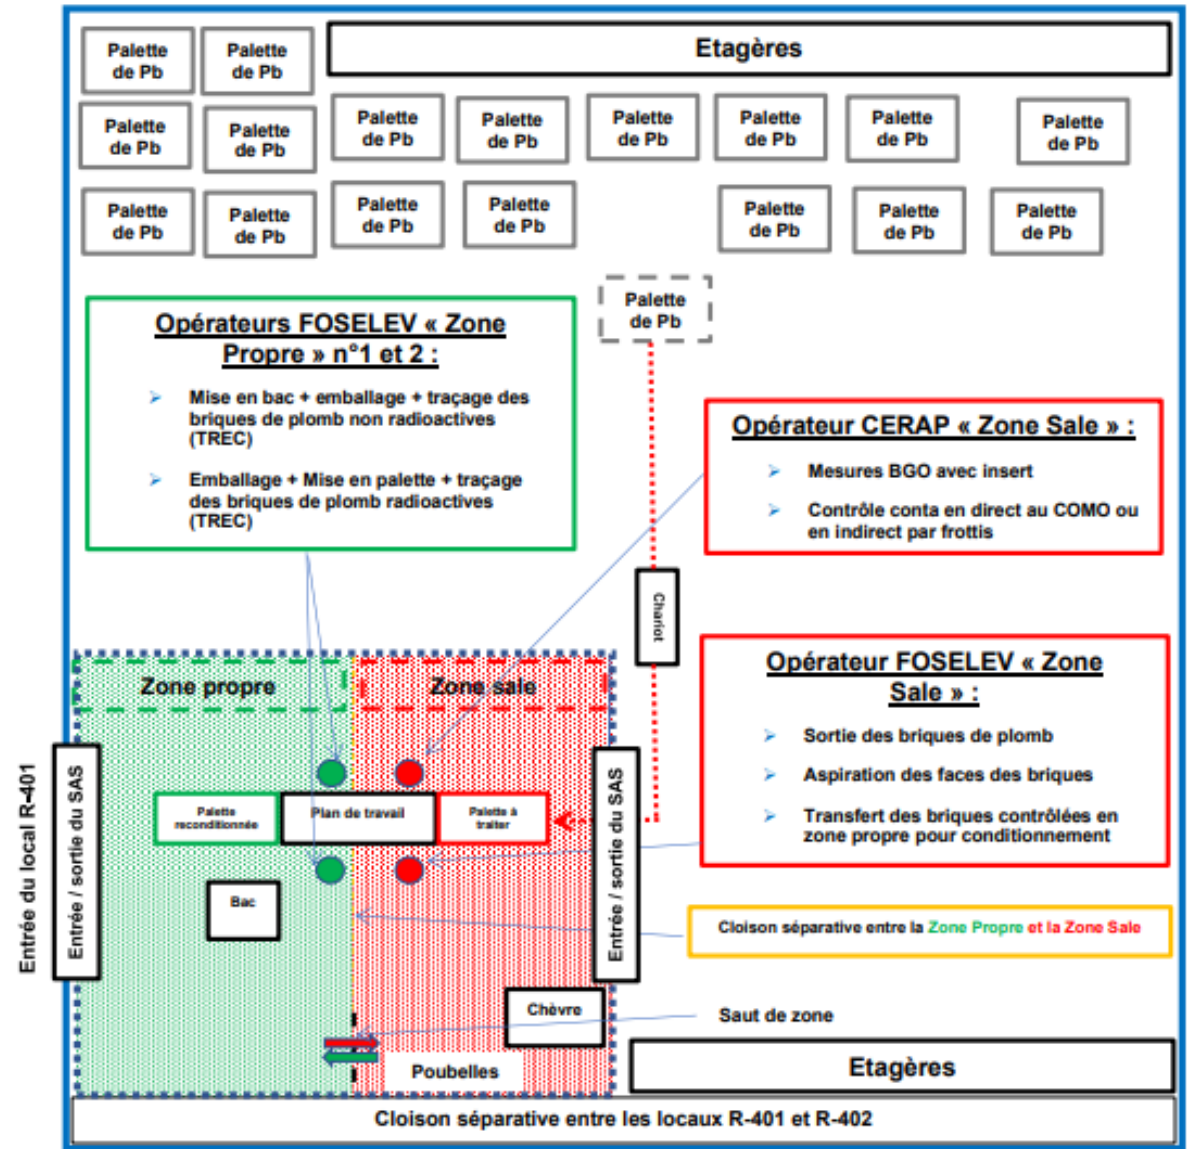 Etagères
Palette
de Pb
Palette
de Pb
Palette
de Pb
Palette
de Pb
Palette
de Pb
Palette
de Pb
Palette
de Pb
Palette
de Pb
Palette
de Pb
Palette
de Pb
Palette
de Pb
Palette
de Pb
Palette
de Pb
Palette
de Pb
Palette
de Pb
Palette
de Pb
Palette
de Pb
Palette
de Pb
Opérateurs FOSELEV « Zone
Propre » n°1 et 2 :
Mise en bac + emballage + traçage des
briques de plomb non radioactives
(TREC)
Emballage + Mise en palette + traçage
des briques de plomb radioactives
(TREC)
Opérateur CERAP « Zone Sale » :
Mesures BGO avec insert
Contrôle conta en direct au COMO ou
en indirect par frottis
Chariot
Opérateur FOSELEV « Zone
Sale » :
Sortie des briques de plomb
Aspiration des faces des briques
Transfert des briques contrôlées en
zone propre pour conditionnement
Zone propre
Zone sale
Entrée du local R-401
Entrée / sortie du SAS
Palette
reconditionnée
Plan de travail
Palette à
traiter
Entrée / sortie du SAS
Bac
Cloison séparative entre la Zone Propre et la Zone Sale
Chèvre
Saut de zone
Poubelles
Etagères
Cloison séparative entre les locaux R-401 et R-402